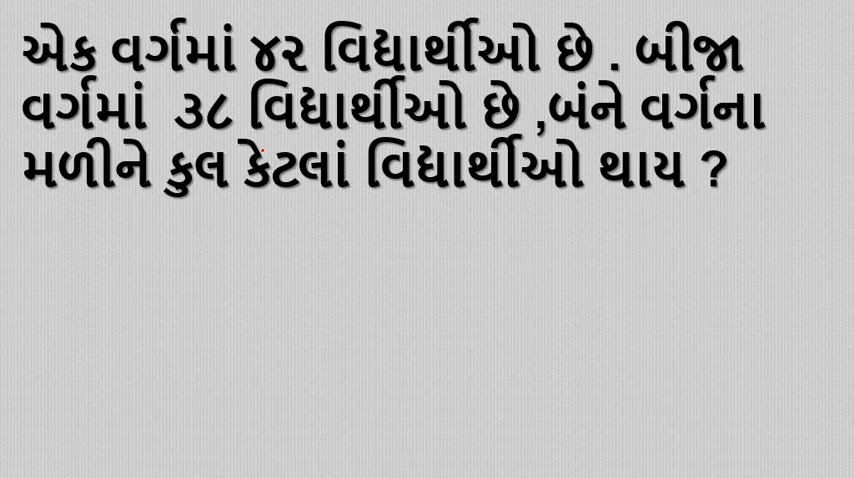 એક વર્ગમાં ૪૨ વિદ્યાર્થીઓ છે . બીજા
વર્ગમાં ૩૮ વિદ્યાર્થીઓ છે ,બંને વર્ગના
મળીને કુલ કેટલાં વિદ્યાર્થીઓ થાય ?